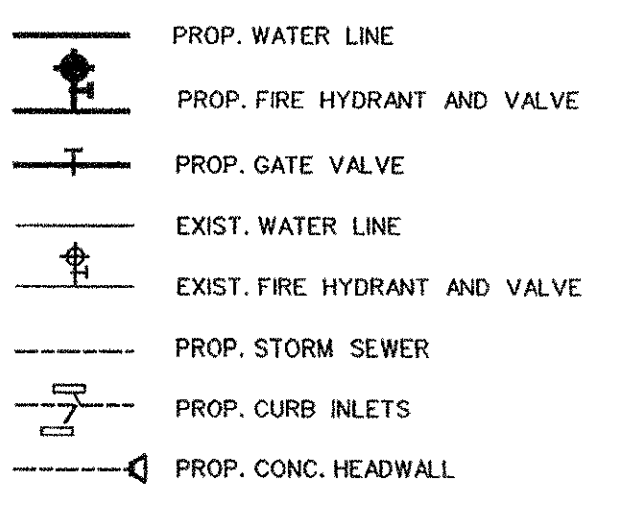 PROP. WATER LINE
PROP. FIRE HYDRANT AND VALVE
PROP. GATE VALVE
EXIST. WATER LINE
EXIST. FIRE HYDRANT AND VALVE
PROP. STORM SEWER
PROP. CURB INLETS
PROP. CONC. HEADWALL